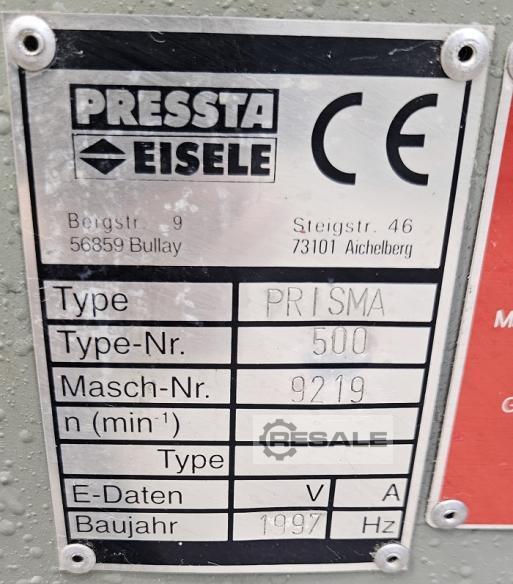 PRESSTA
EISELE
CE
Bergstr. 9
56859 Bullay
Steigstr. 46
73101 Aichelberg
Type PRISMA
Type-Nr. 500
Masch-Nr. 9219
n (min⁻¹)
RESALE
Type
E-Daten V A
Baujahr 1997 Hz
M
G